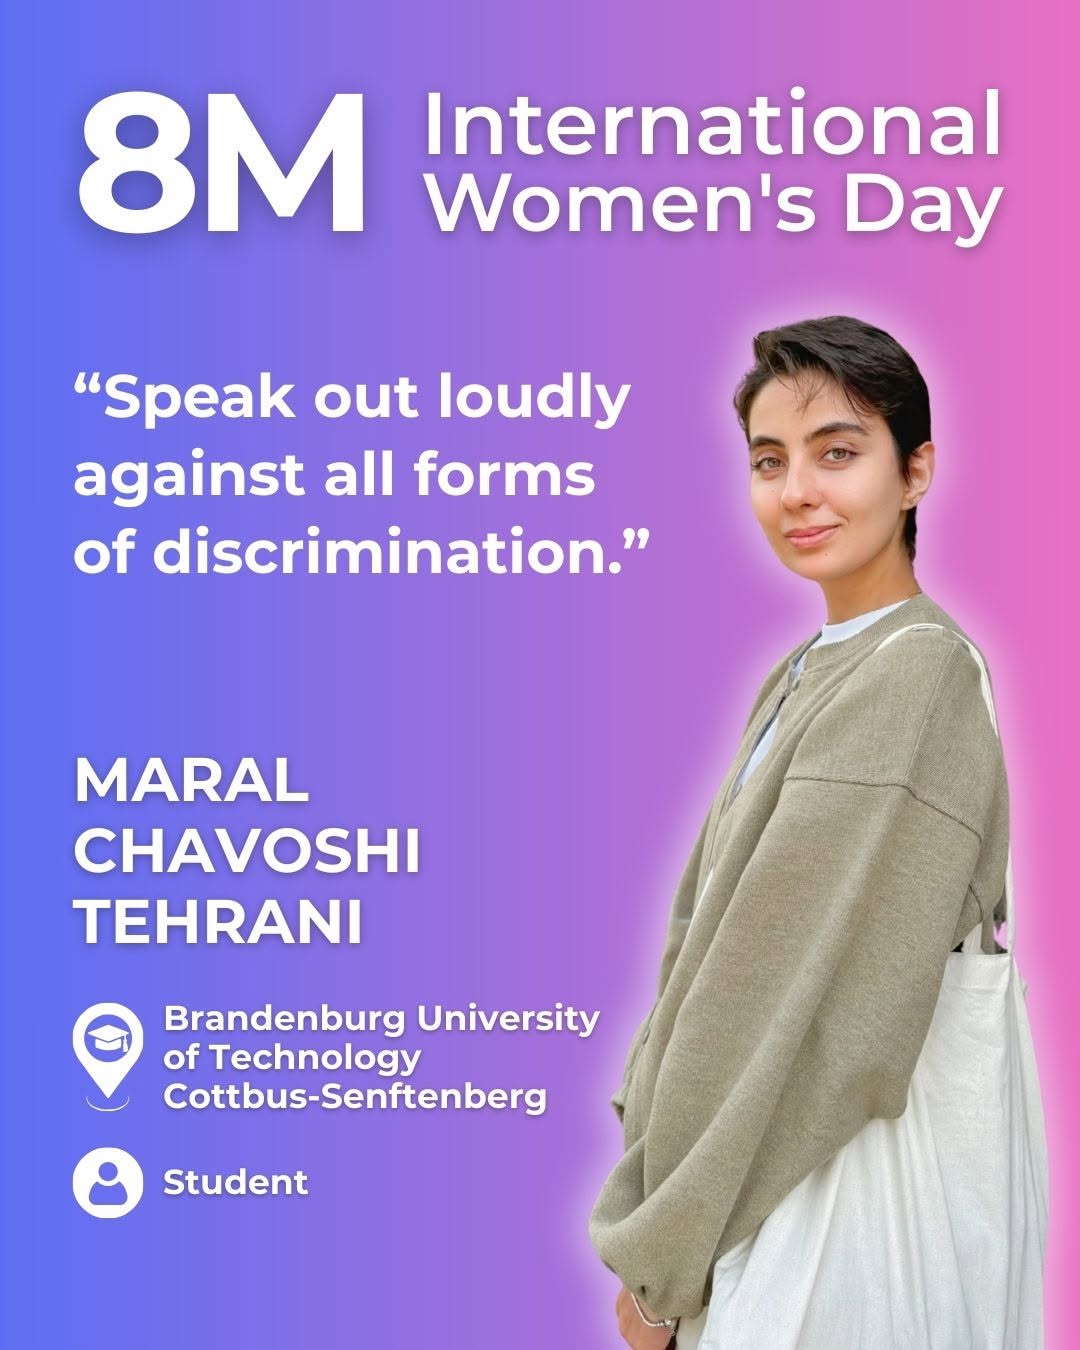 8M
International
Women's Day
“Speak out loudly
against all forms
of discrimination.”
MARAL
CHAVOSHI
TEHRANI
Brandenburg University
of Technology
Cottbus-Senftenberg
Student